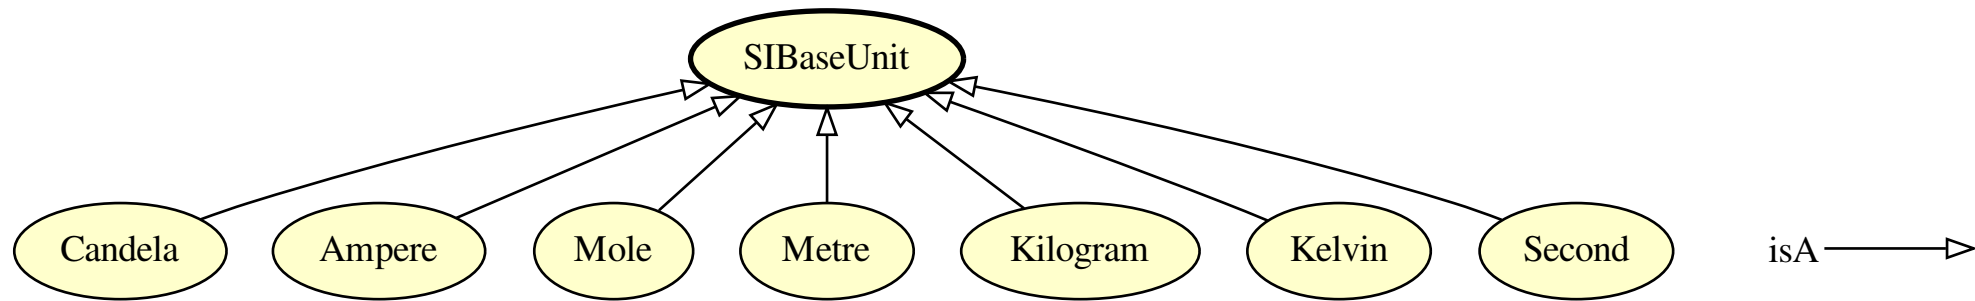 SIBaseUnit
Candela
Ampere
Mole
Metre
Kilogram
Kelvin
Second
isA